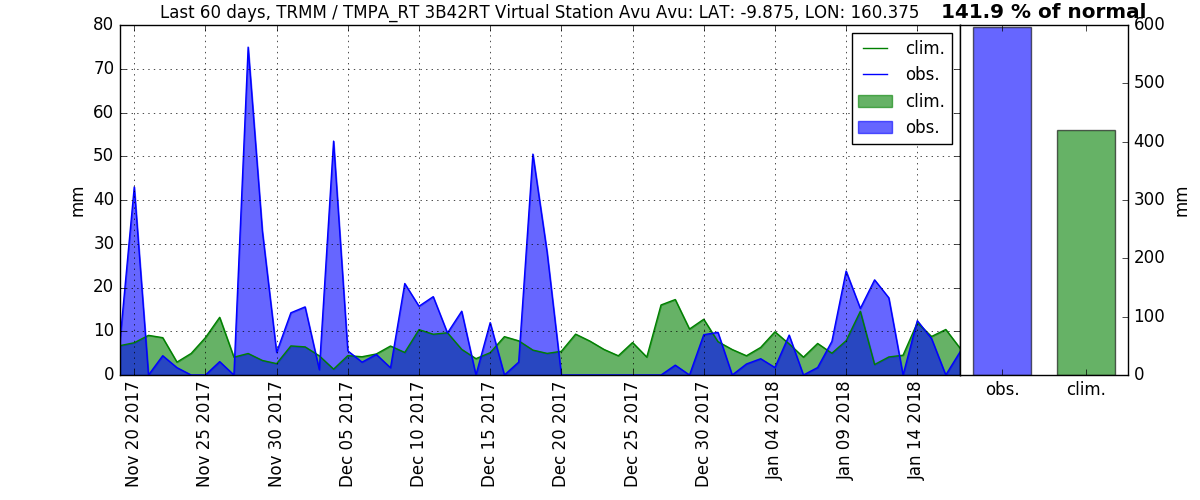 Last 60 days, TRMM / TMPA_RT 3B42RT Virtual Station Avu Avu: LAT: -9.875, LON: 160.375
141.9 % of normal
80
70
60
50
40
30
20
10
0
mm
clim.
obs.
clim.
obs.
600
500
400
300
200
100
0
mm
Nov 20 2017
Nov 25 2017
Nov 30 2017
Dec 05 2017
Dec 10 2017
Dec 15 2017
Dec 20 2017
Dec 25 2017
Dec 30 2017
Jan 04 2018
Jan 09 2018
Jan 14 2018
obs.
clim.